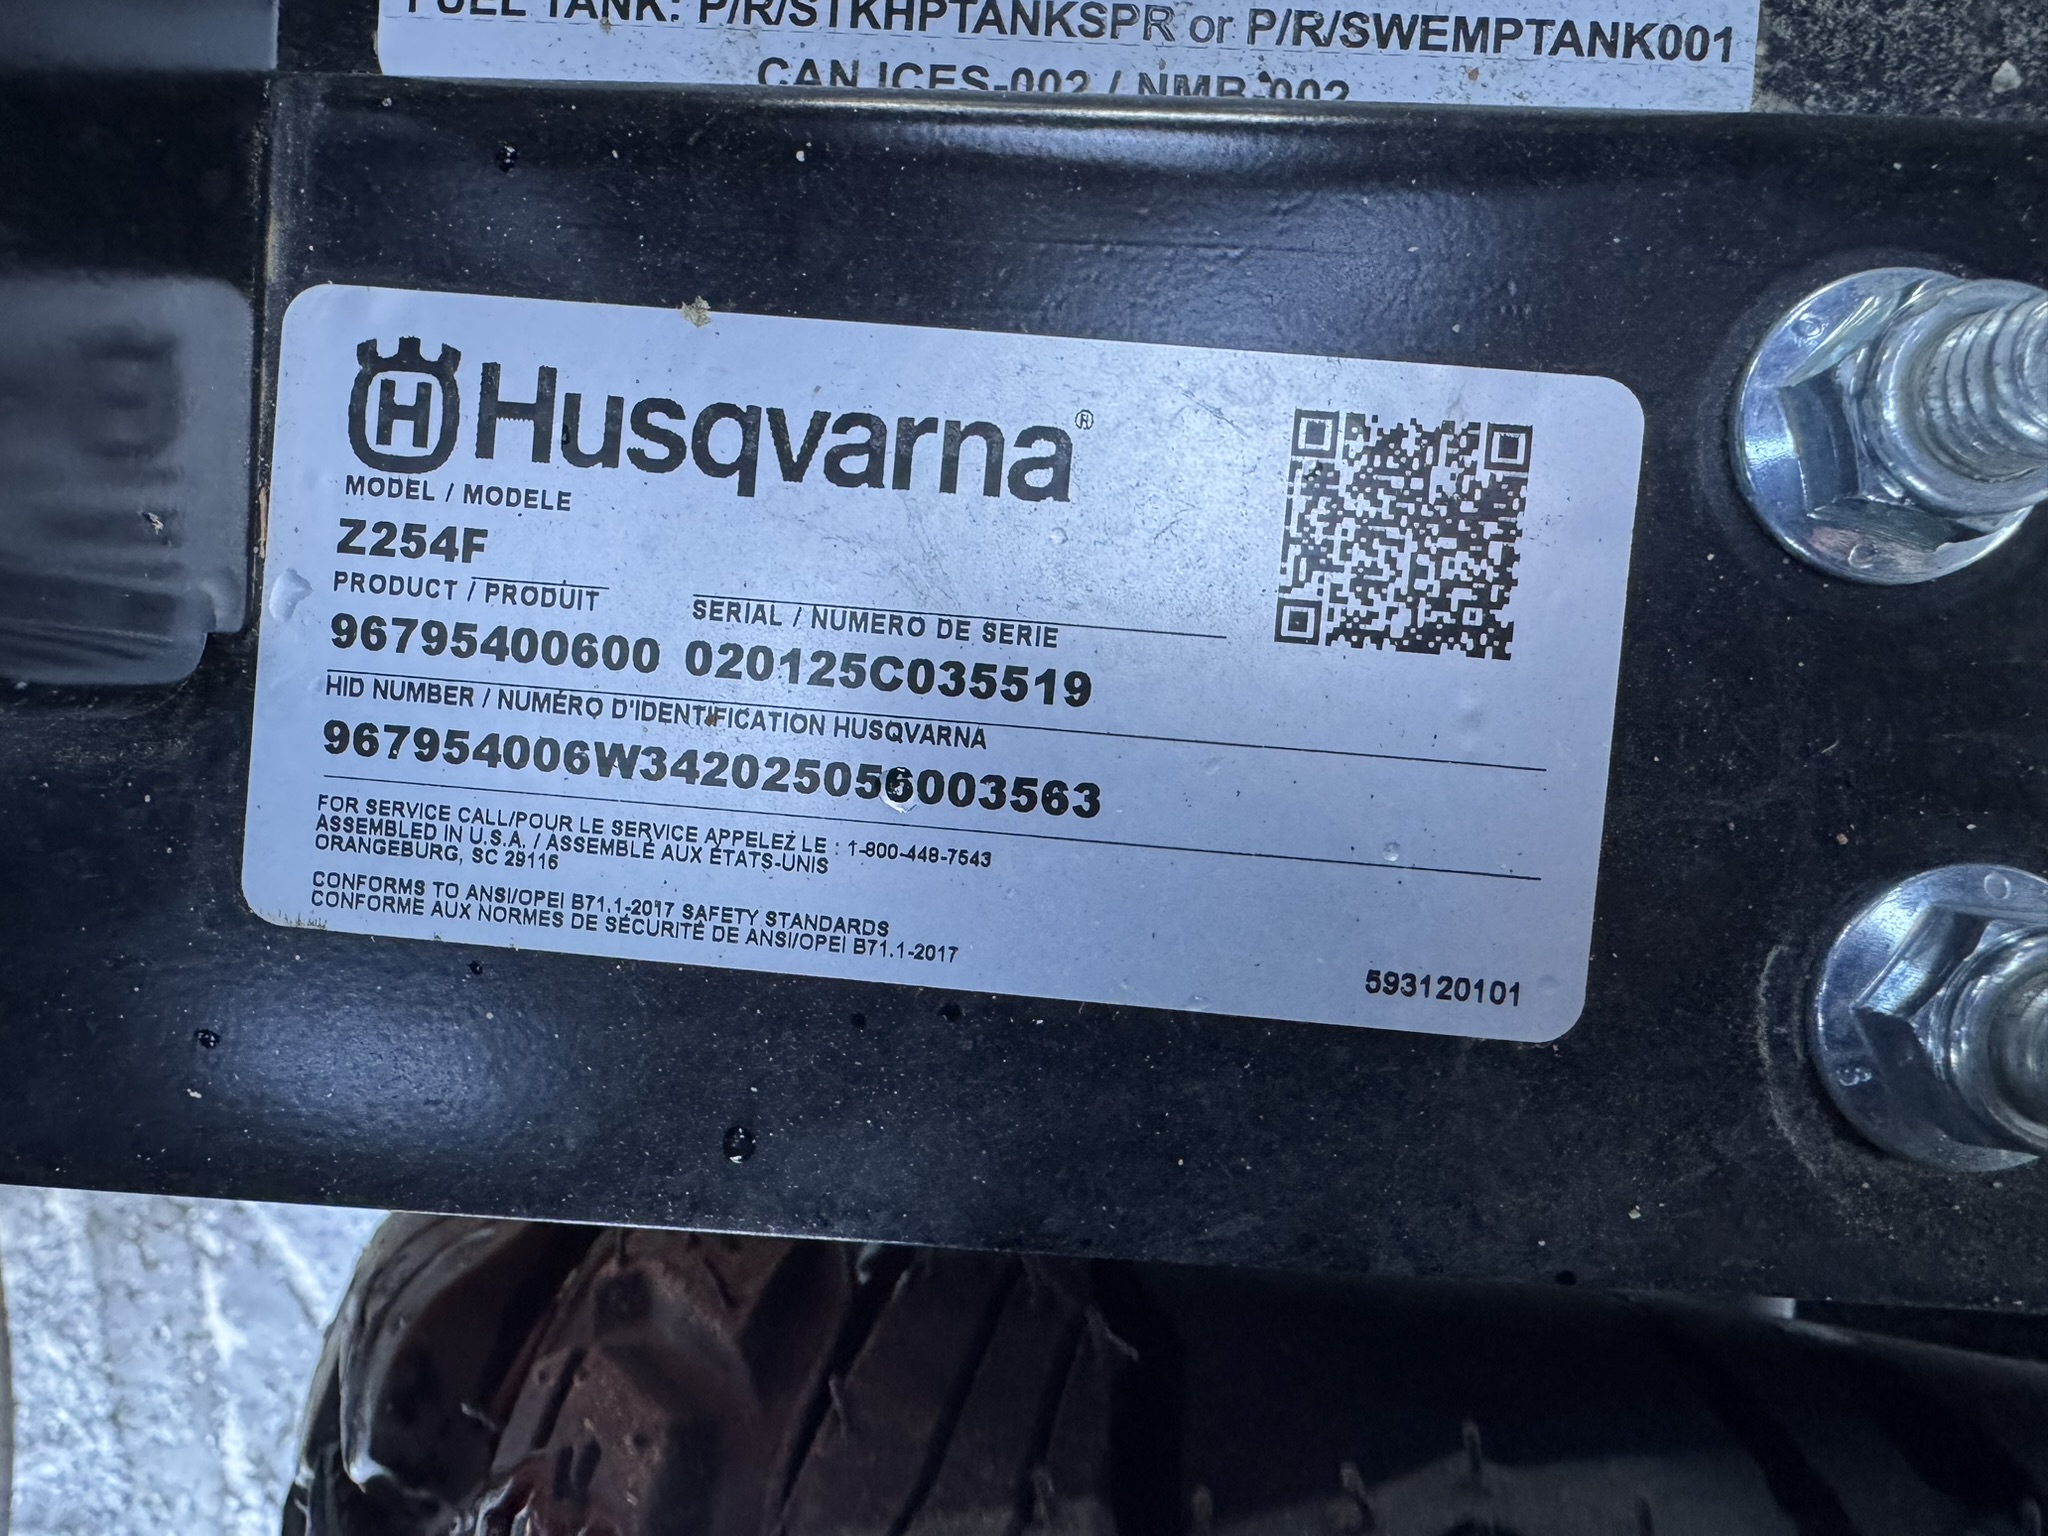 FUEL TANK: P/R/STKHPTANKSPR or P/R/SWEMPTANK001
CAN ICES-002 / NMB-002
H Husqvarna®
MODEL / MODELE
Z254F
PRODUCT / PRODUIT SERIAL / NUMERO DE SERIE
96795400600 020125C035519
HID NUMBER / NUMÉRO D'IDENTIFICATION HUSQVARNA
967954006W342025056003563
FOR SERVICE CALL/POUR LE SERVICE APPELEZ LE : 1-800-448-7543
ASSEMBLED IN U.S.A. / ASSEMBLÉ AUX ÉTATS-UNIS
ORANGEBURG, SC 29116
CONFORMS TO ANSI/OPEI B71.1-2017 SAFETY STANDARDS
CONFORME AUX NORMES DE SÉCURITÉ DE ANSI/OPEI B71.1-2017
593120101